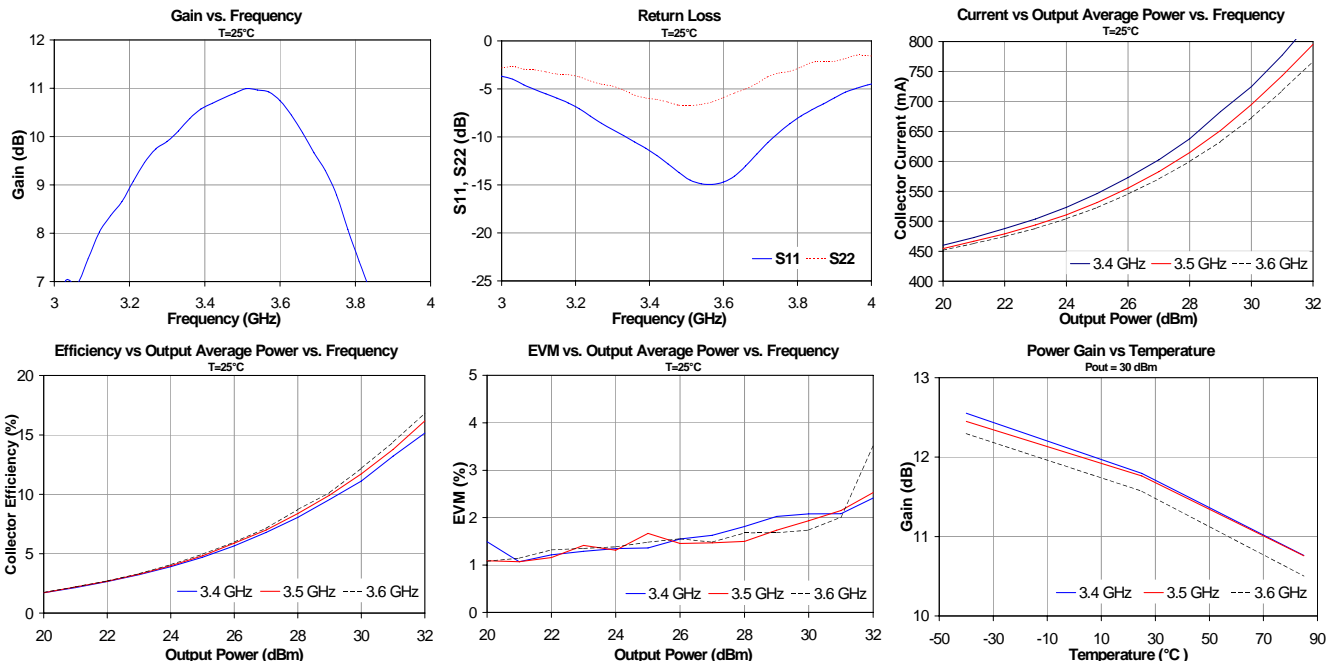 Gain vs. Frequency
T=25°C
Gain (dB)
12
11
10
9
8
7
3
3.2
3.4
3.6
3.8
4
Frequency (GHz)
Return Loss
T=25°C
S11, S22 (dB)
0
-5
-10
-15
-20
-25
S11 S22
3
3.2
3.4
3.6
3.8
4
Frequency (GHz)
Current vs Output Average Power vs. Frequency
T=25°C
Collector Current (mA)
800
750
700
650
600
550
500
450
400
3.4 GHz 3.5 GHz 3.6 GHz
20
22
24
26
28
30
32
Output Power (dBm)
Efficiency vs Output Average Power vs. Frequency
T=25°C
Collector Efficiency (%)
20
15
10
5
0
3.4 GHz 3.5 GHz 3.6 GHz
20
22
24
26
28
30
32
Output Power (dBm)
EVM vs. Output Average Power vs. Frequency
T=25°C
EVM (%)
5
4
3
2
1
0
3.4 GHz 3.5 GHz 3.6 GHz
20
22
24
26
28
30
32
Output Power (dBm)
Power Gain vs Temperature
Pout = 30 dBm
Gain (dB)
13
12
11
10
3.4 GHz 3.5 GHz 3.6 GHz
-50
-30
-10
10
30
50
70
90
Temperature (°C )